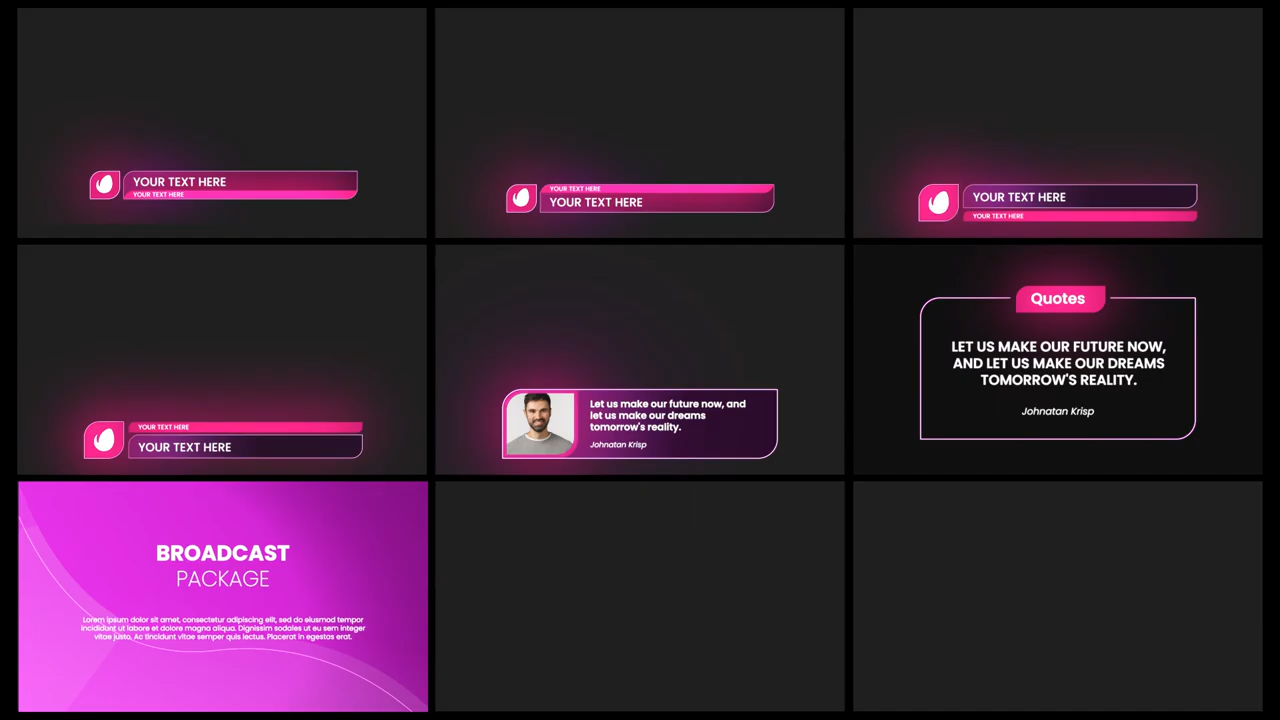 YOUR TEXT HERE
YOUR TEXT HERE
YOUR TEXT HERE
YOUR TEXT HERE
YOUR TEXT HERE
YOUR TEXT HERE
YOUR TEXT HERE
YOUR TEXT HERE
Let us make our future now, and
let us make our dreams
tomorrow's reality.
Johnatan Krisp
Quotes
LET US MAKE OUR FUTURE NOW,
AND LET US MAKE OUR DREAMS
TOMORROW'S REALITY.
Johnatan Krisp
BROADCAST
PACKAGE
Lorem ipsum dolor sit amet, consectetur adipiscing elit, sed do eiusmod tempor
incididunt ut labore et dolore magna aliqua. Dignissim sodales ut eu sem integer
vitae justo. Ac tincidunt vitae semper quis lectus. Placerat in egestas erat.